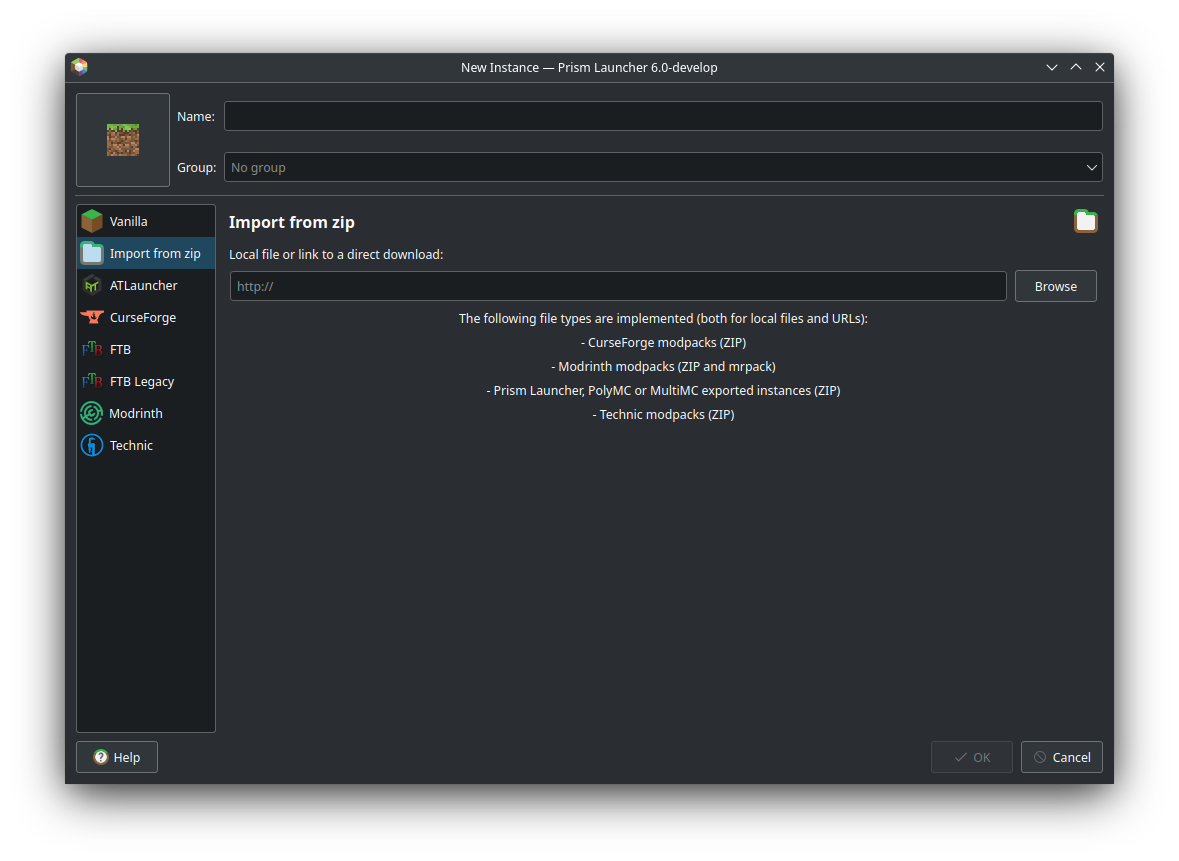 New Instance — Prism Launcher 6.0-develop
Name:
Group: No group
Vanilla
Import from zip
ATLauncher
CurseForge
FTB
FTB Legacy
Modrinth
Technic
Import from zip
Local file or link to a direct download:
http://
Browse
The following file types are implemented (both for local files and URLs):
- CurseForge modpacks (ZIP)
- Modrinth modpacks (ZIP and mrpack)
- Prism Launcher, PolyMC or MultiMC exported instances (ZIP)
- Technic modpacks (ZIP)
Help
OK
Cancel